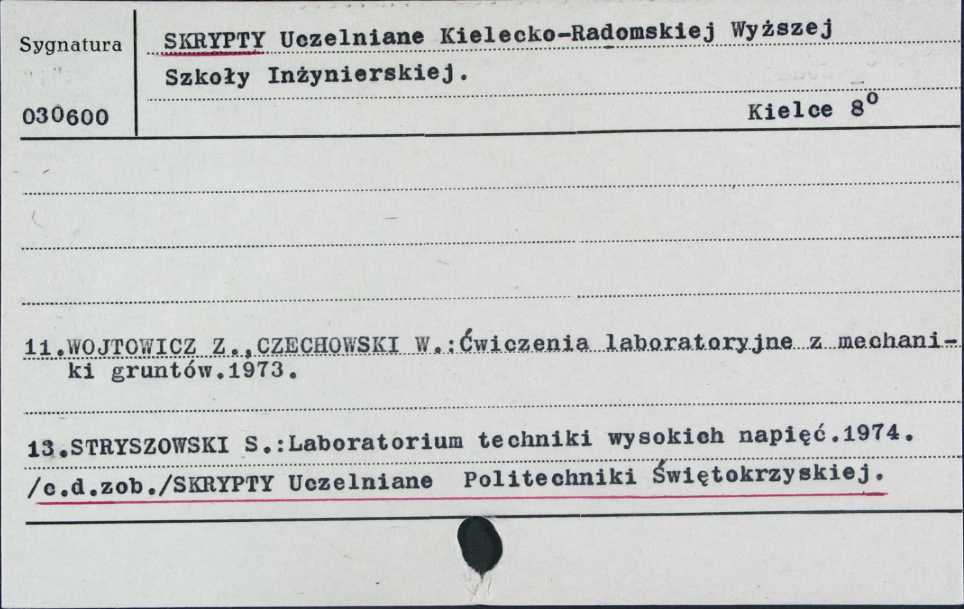 Sygnatura
SKRYPTY Uczelniane Kielecko-Radomskiej Wyższej
Szkoły Inżynierskiej.
030600
Kielce 8⁰
11.WOJTOWICZ Z.,CZECHOWSKI W.:Ćwiczenia laboratoryjne z mechani-
ki gruntów.1973.
13.STRYSZOWSKI S.:Laboratorium techniki wysokich napięć.1974.
/c.d.zob./SKRYPTY Uczelniane Politechniki Świętokrzyskiej.